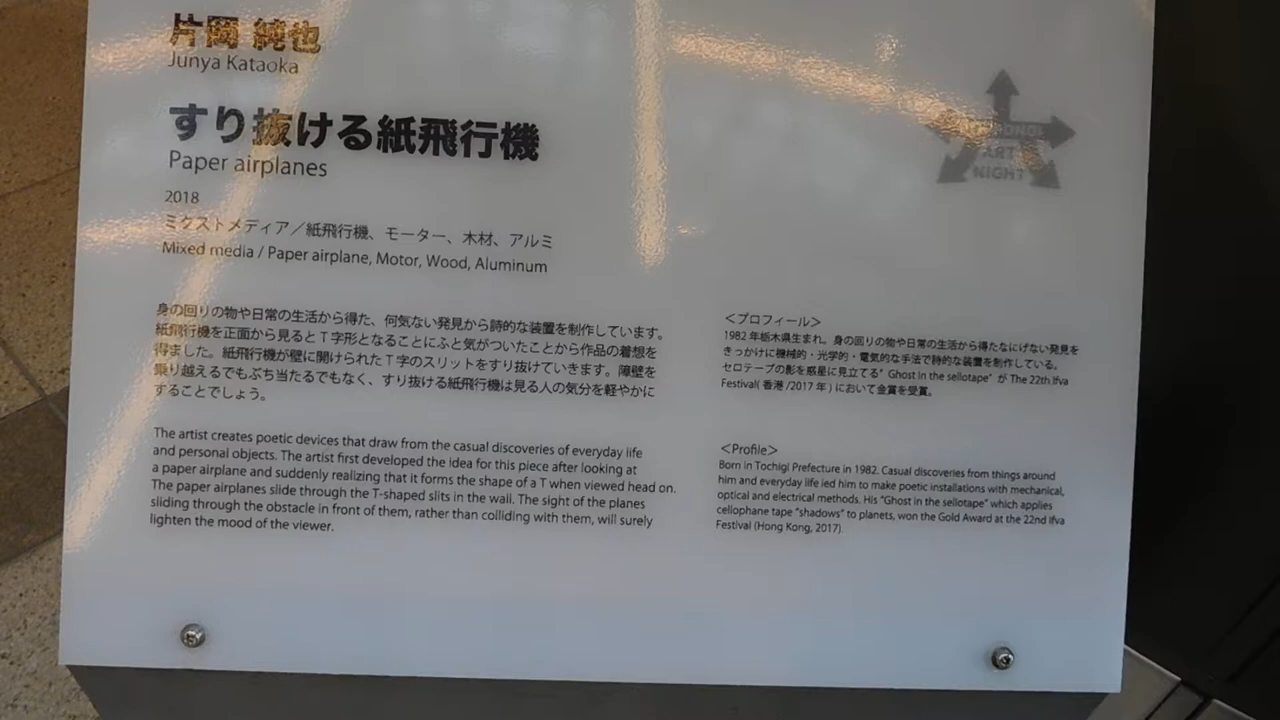 片岡 純也
Junya Kataoka
すり抜ける紙飛行機
Paper airplanes
2018
ミクストメディア／紙飛行機、モーター、木材、アルミ
Mixed media / Paper airplane, Motor, Wood, Aluminum
身の回りの物や日常の生活から得た、何気ない発見から詩的な装置を制作しています。
紙飛行機を正面から見るとT字形となることにふと気がついたことから作品の着想を
得ました。紙飛行機が壁に開けられたT字のスリットをすり抜けていきます。障壁を
乗り越えるでもぶち当たるでもなく、すり抜ける紙飛行機は見る人の気分を軽やかに
することでしょう。
The artist creates poetic devices that draw from the casual discoveries of everyday life
and personal objects. The artist first developed the idea for this piece after looking at
a paper airplane and suddenly realizing that it forms the shape of a T when viewed head on.
The paper airplanes slide through the T-shaped slits in the wall. The sight of the planes
sliding through the obstacle in front of them, rather than colliding with them, will surely
lighten the mood of the viewer.
ART
NIGHT
＜プロフィール＞
1982年栃木県生まれ。身の回りの物や日常の生活から得たなにげない発見を
きっかけに機械的・光学的・電気的な手法で詩的な装置を制作している。
セロテープの影を惑星に見立てる"Ghost in the sellotape" が The 22th Ifva
Festival(香港/2017年)において金賞を受賞。
＜Profile＞
Born in Tochigi Prefecture in 1982. Casual discoveries from things around
him and everyday life led him to make poetic installations with mechanical,
optical and electrical methods. His "Ghost in the sellotape" which applies
cellophane tape "shadows" to planets, won the Gold Award at the 22nd Ifva
Festival (Hong Kong, 2017).